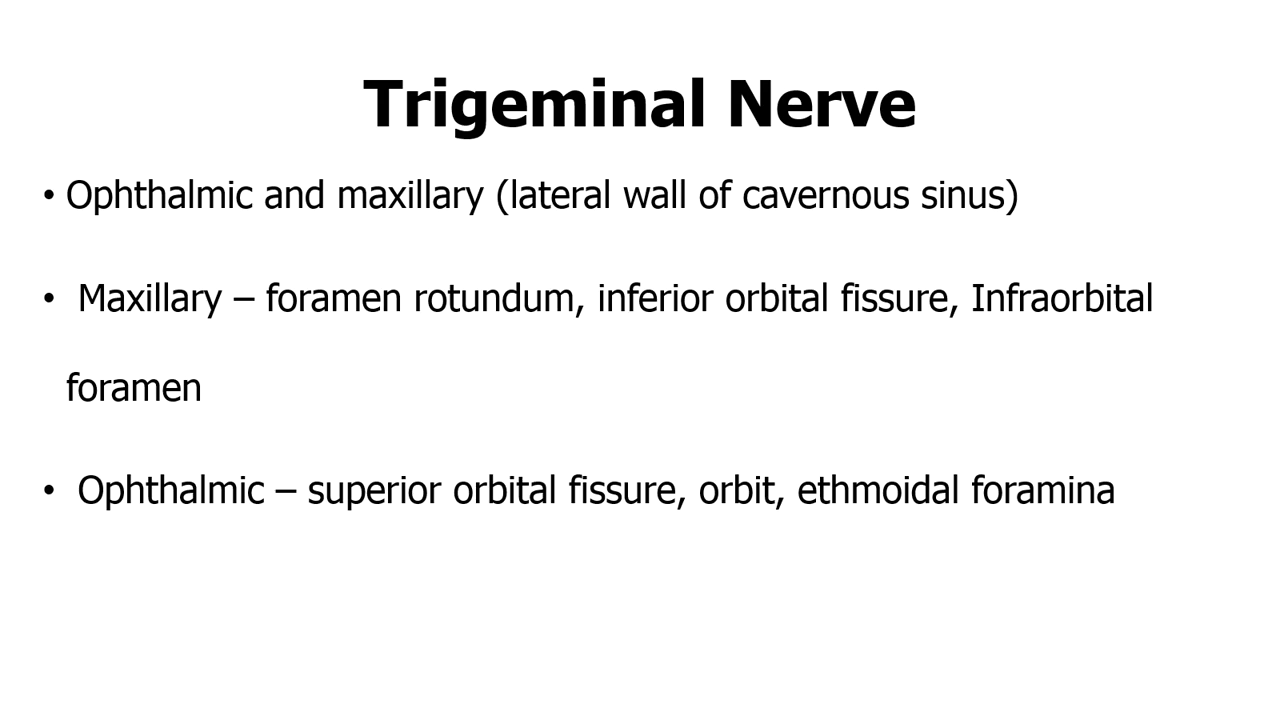 Trigeminal Nerve
• Ophthalmic and maxillary (lateral wall of cavernous sinus)
• Maxillary – foramen rotundum, inferior orbital fissure, Infraorbital
foramen
• Ophthalmic – superior orbital fissure, orbit, ethmoidal foramina